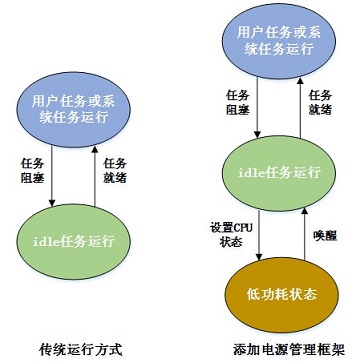 用户任务或系
统任务运行
任务
阻塞
任务
就绪
idle任务运行
传统运行方式
用户任务或系
统任务运行
任务
阻塞
任务
就绪
idle任务运行
设置CPU
状态
唤醒
低功耗状态
添加电源管理框架